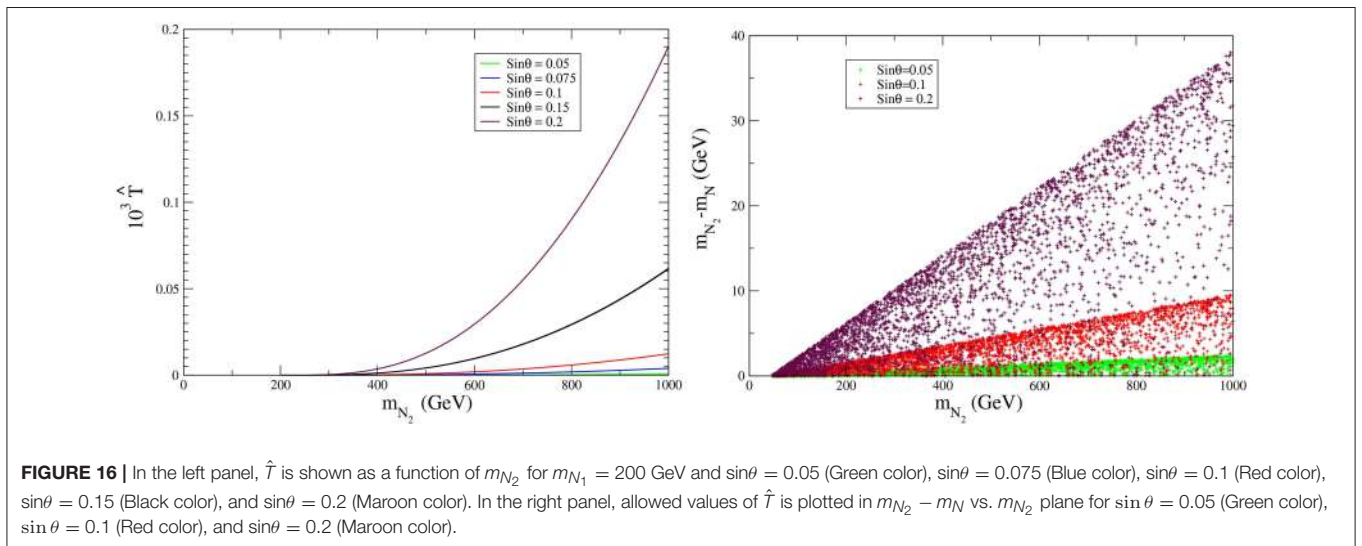 0.2
0.15
0.1
0.05
0
10³ T̂
0 200 400 600 800 1000
m_N₂ (GeV)
Sinθ = 0.05
Sinθ = 0.075
Sinθ = 0.1
Sinθ = 0.15
Sinθ = 0.2
40
30
20
10
0
m_N₂-m_N (GeV)
0 200 400 600 800 1000
m_N₂ (GeV)
Sinθ=0.05
Sinθ=0.1
Sinθ = 0.2
FIGURE 16 | In the left panel, T̂ is shown as a function of m_N₂ for m_N₁ = 200 GeV and sinθ = 0.05 (Green color), sinθ = 0.075 (Blue color), sinθ = 0.1 (Red color),
sinθ = 0.15 (Black color), and sinθ = 0.2 (Maroon color). In the right panel, allowed values of T̂ is plotted in m_N₂ − m_N vs. m_N₂ plane for sin θ = 0.05 (Green color),
sin θ = 0.1 (Red color), and sinθ = 0.2 (Maroon color).